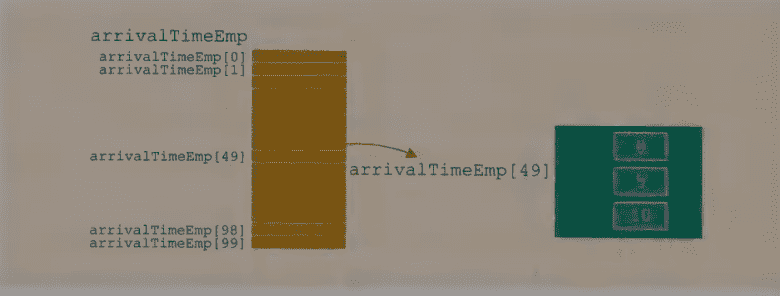 arrivalTimeEmp
arrivalTimeEmp[0]
arrivalTimeEmp[1]
arrivalTimeEmp[49]
arrivalTimeEmp[98]
arrivalTimeEmp[99]
arrivalTimeEmp[49]
8
9
10